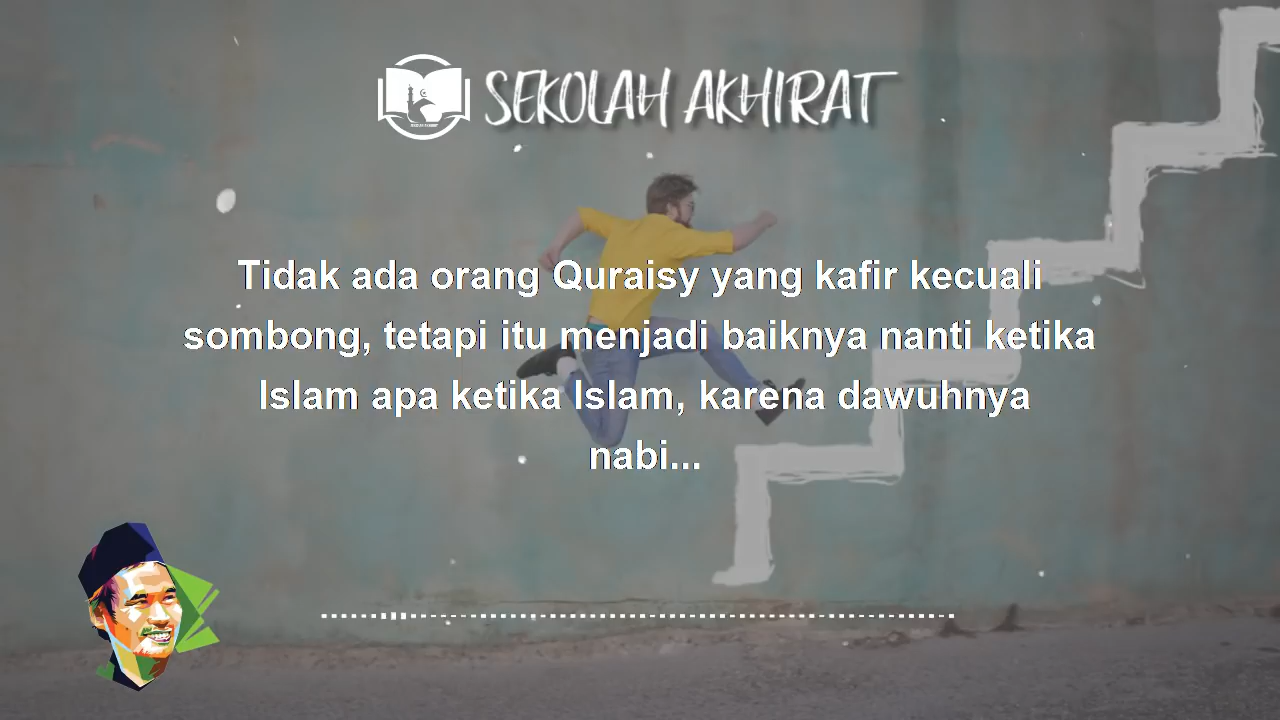 SEKOLAH AKHIRAT
Tidak ada orang Quraisy yang kafir kecuali
sombong, tetapi itu menjadi baiknya nanti ketika
Islam apa ketika Islam, karena dawuhnya
nabi...